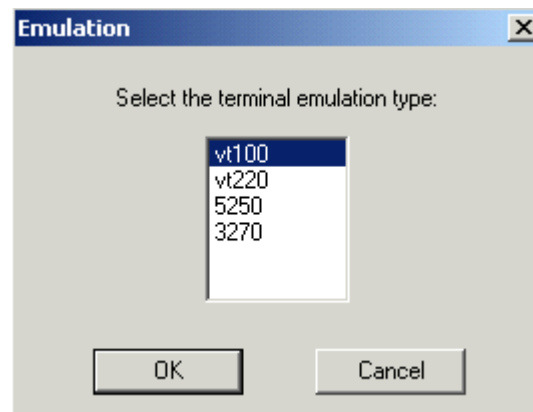 Emulation
Select the terminal emulation type:
vt100
vt220
5250
3270
OK Cancel